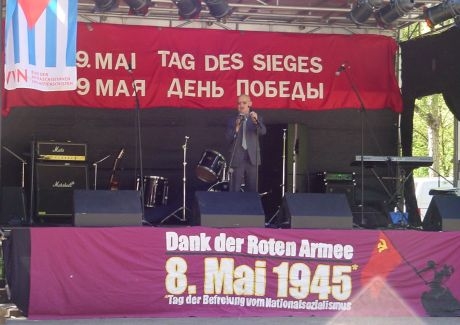 9. MAI TAG DES SIEGES
9 МАЯ ДЕНЬ ПОБЕДЫ
Marshall
Dank der Roten Armee
8. Mai 1945*
*Tag der Befreiung vom Nationalsozialismus